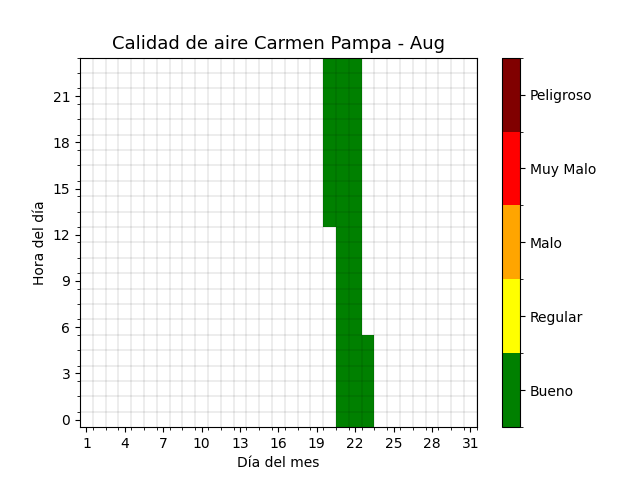 Calidad de aire Carmen Pampa - Aug
21
18
15
12
9
6
3
0
Hora del día
1 4 7 10 13 16 19 22 25 28 31
Día del mes
Peligroso
Muy Malo
Malo
Regular
Bueno